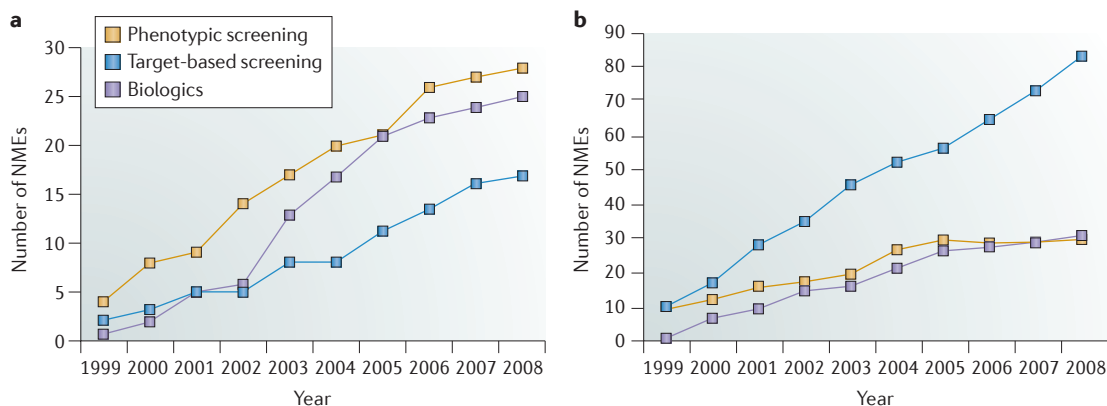 a
Phenotypic screening
Target-based screening
Biologics
Number of NMEs
30
25
20
15
10
5
0
1999 2000 2001 2002 2003 2004 2005 2006 2007 2008
Year
b
Number of NMEs
90
80
70
60
50
40
30
20
10
0
1999 2000 2001 2002 2003 2004 2005 2006 2007 2008
Year